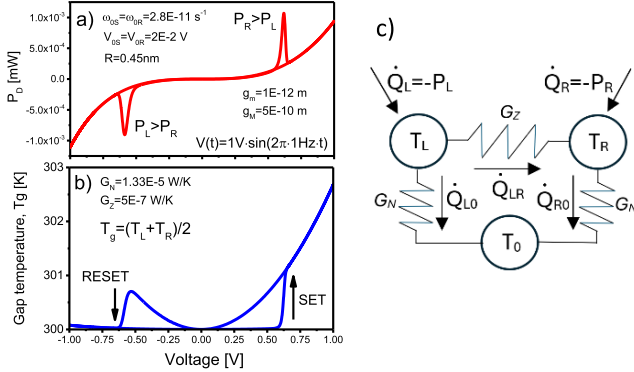 a)
ω0S=ω0R=2.8E-11 s-1
V0S=V0R=2E-2 V
R=0.45nm
PR>PL
PL>PR
gm=1E-12 m
gM=5E-10 m
V(t)=1V·sin(2π·1Hz·t)
1.0x10-3
5.0x10-4
0.0
-5.0x10-4
-1.0x10-3
PD [mW]
b)
GN=1.33E-5 W/K
GZ=5E-7 W/K
Tg=(TL+TR)/2
RESET
SET
303
302
301
300
Gap temperature, Tg [K]
-1.00 -0.75 -0.50 -0.25 0.00 0.25 0.50 0.75 1.00
Voltage [V]
c)
Q̇L=-PL
Q̇R=-PR
GZ
TL
TR
Q̇LR
GN
Q̇L0
Q̇R0
GN
T0